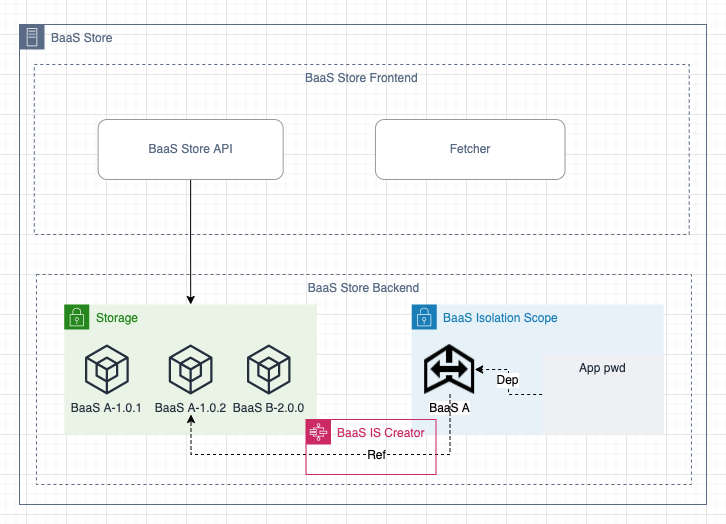 BaaS Store
BaaS Store Frontend
BaaS Store API
Fetcher
BaaS Store Backend
Storage
BaaS Isolation Scope
App pwd
Dep
BaaS A-1.0.1
BaaS A-1.0.2
BaaS B-2.0.0
BaaS A
BaaS IS Creator
Ref